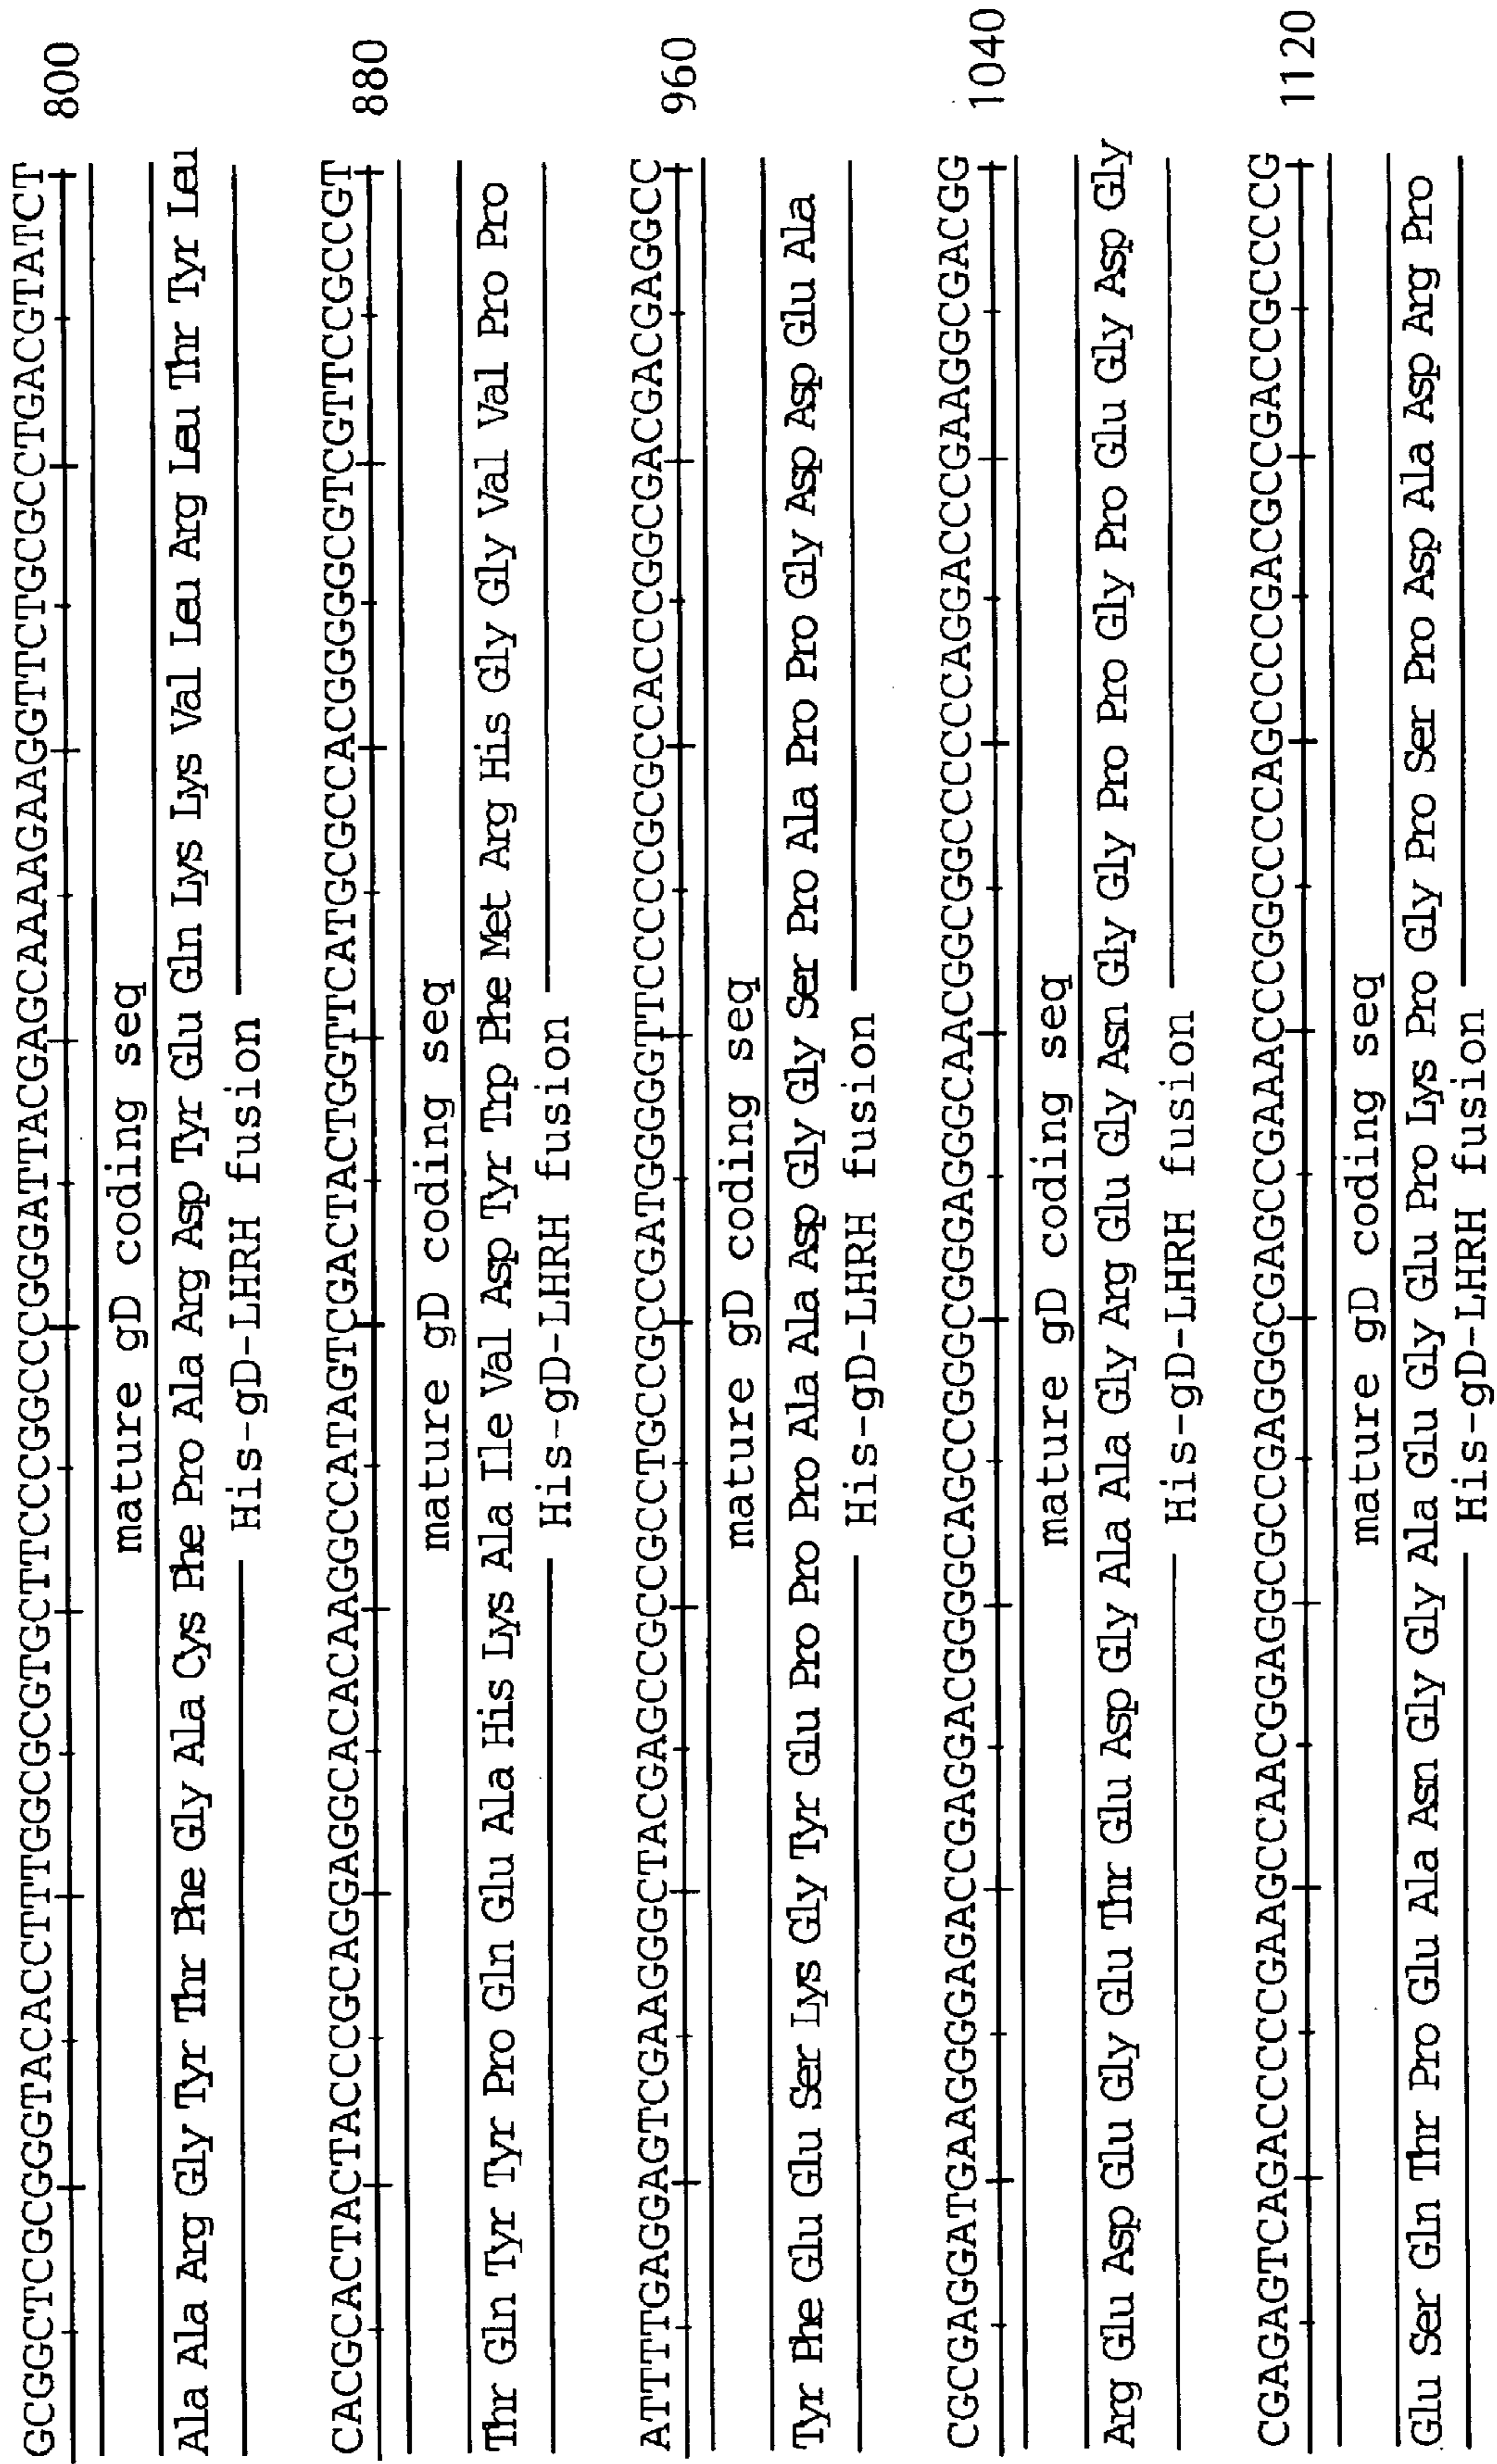 GCGGCTCGCGGGTACACCTTTGGCGCGTGCTTCCCGGCCCGGGATTACGAGCAAAAGAAGGTTCTGCGCCTGACGTATCT 800
mature gD coding seq
Ala Ala Arg Gly Tyr Thr Phe Gly Ala Cys Phe Pro Ala Arg Asp Tyr Glu Gln Lys Lys Val Leu Arg Leu Thr Tyr Leu
His-gD-LHRH fusion
CACGCACTACTACCCGCAGGAGGCACACAAGGCCATAGTCGACTACTGGTTCATGCGCCACGGGGGCGTCGTTCCGCCGT 880
mature gD coding seq
Thr Gln Tyr Tyr Pro Gln Glu Ala His Lys Ala Ile Val Asp Tyr Trp Phe Met Arg His Gly Gly Val Val Pro Pro
His-gD-LHRH fusion
ATTTTGAGGAGTCGAAGGGCTACGAGCCGCCGCCTGCCGCCGATGGGGGTTCCCCCGCGCCACCCGGCGACGACGAGGCC 960
mature gD coding seq
Tyr Phe Glu Glu Ser Lys Gly Tyr Glu Pro Pro Pro Ala Ala Asp Gly Gly Ser Pro Ala Pro Pro Gly Asp Asp Glu Ala
His-gD-LHRH fusion
CGCGAGGATGAAGGGGAGACCGAGGACGGGGCAGCCGGGCGGGAGGGCAACGGCGGCCCCCCAGGACCCGAAGGCGACGG 1040
mature gD coding seq
Arg Glu Asp Glu Gly Glu Thr Glu Asp Gly Ala Ala Gly Arg Glu Gly Asn Gly Gly Pro Pro Gly Pro Glu Gly Asp Gly
His-gD-LHRH fusion
CGAGAGTCAGACCCCCGAAGCCAACGGAGGCGCCGAGGGCGAGCCGAAACCCGGCCCCAGCCCCGACGCCGACCGCCCCG 1120
mature gD coding seq
Glu Ser Gln Thr Pro Glu Ala Asn Gly Gly Ala Glu Gly Glu Pro Lys Pro Gly Pro Ser Pro Asp Ala Asp Arg Pro
His-gD-LHRH fusion